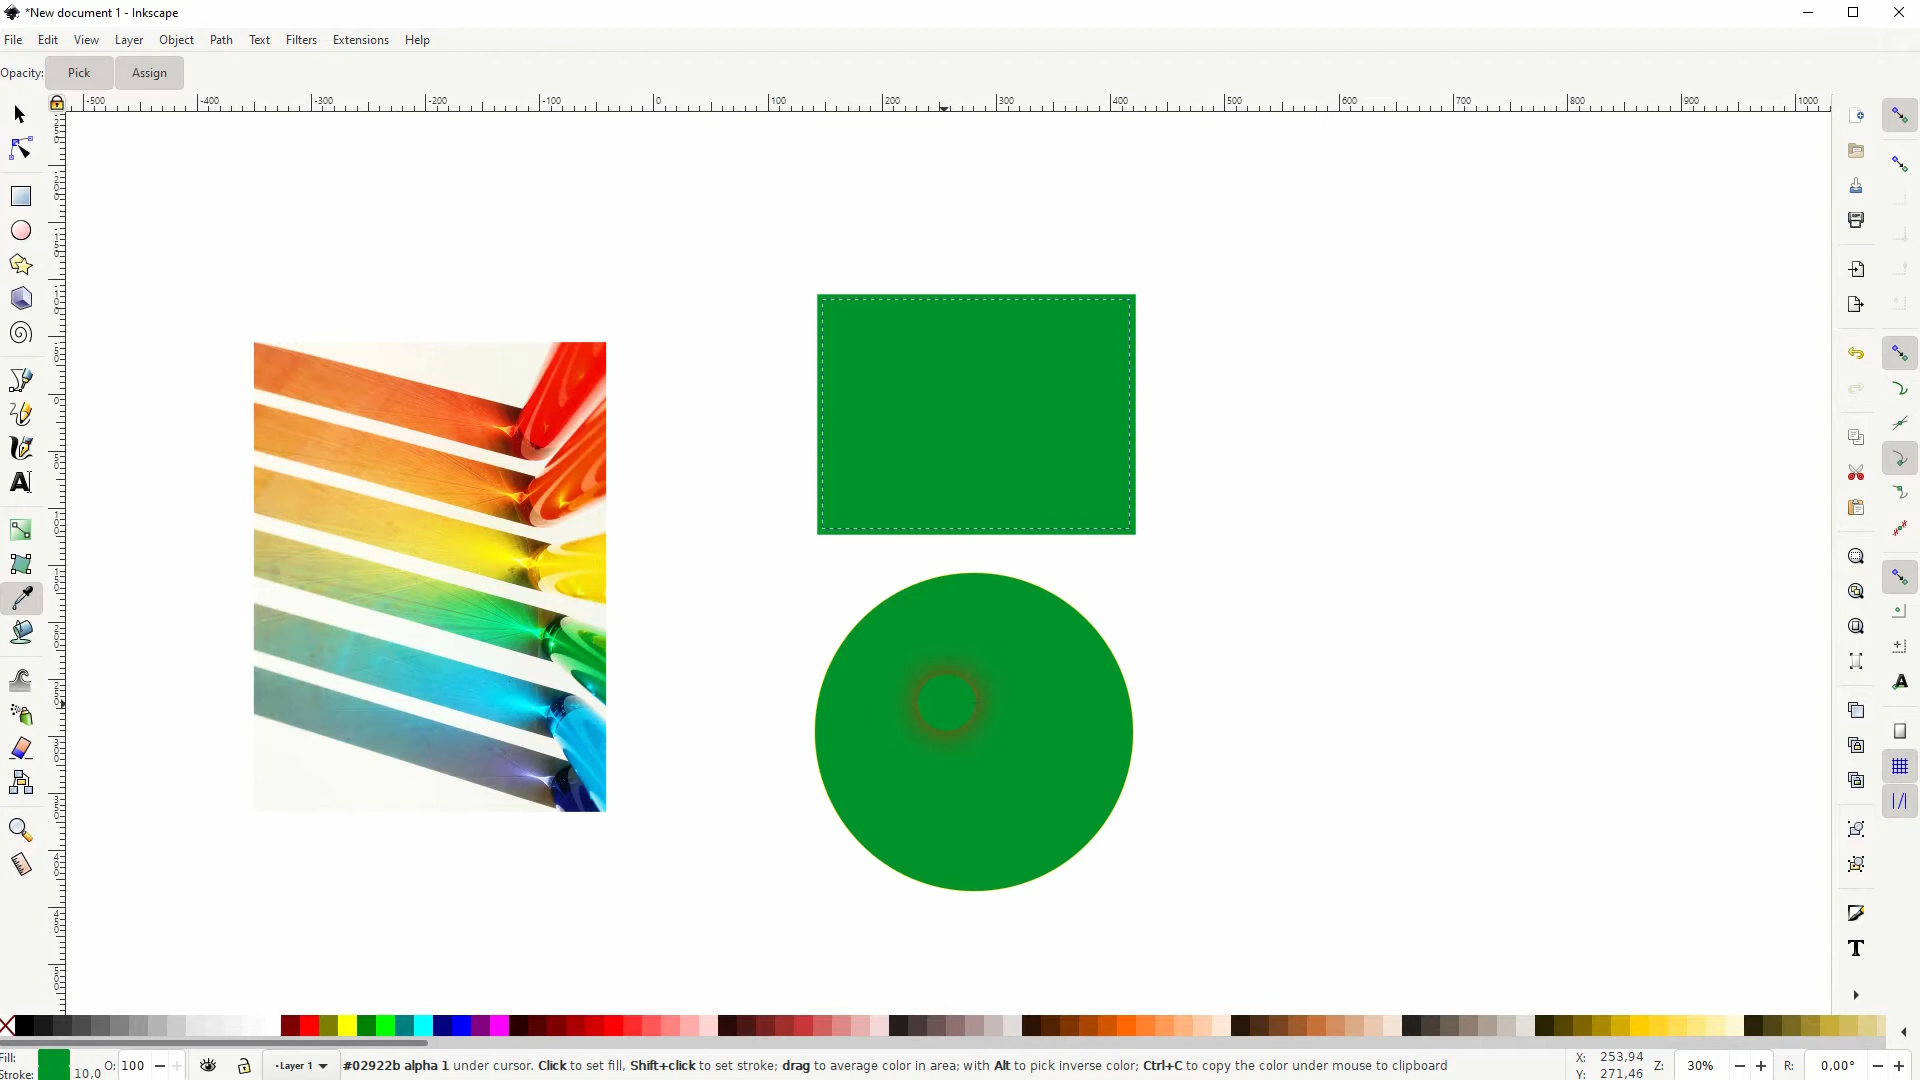 *New document 1 - Inkscape
File Edit View Layer Object Path Text Filters Extensions Help
Opacity: Pick Assign
-500 -400 -300 -200 -100 0 100 200 300 400 500 600 700 800 900 1000
Fill:
Stroke: 10,0
O: 100
•Layer 1
#02922b alpha 1 under cursor. Click to set fill, Shift+click to set stroke; drag to average color in area; with Alt to pick inverse color; Ctrl+C to copy the color under mouse to clipboard
X: 253,94
Y: 271,46
Z: 30%
R: 0,00°